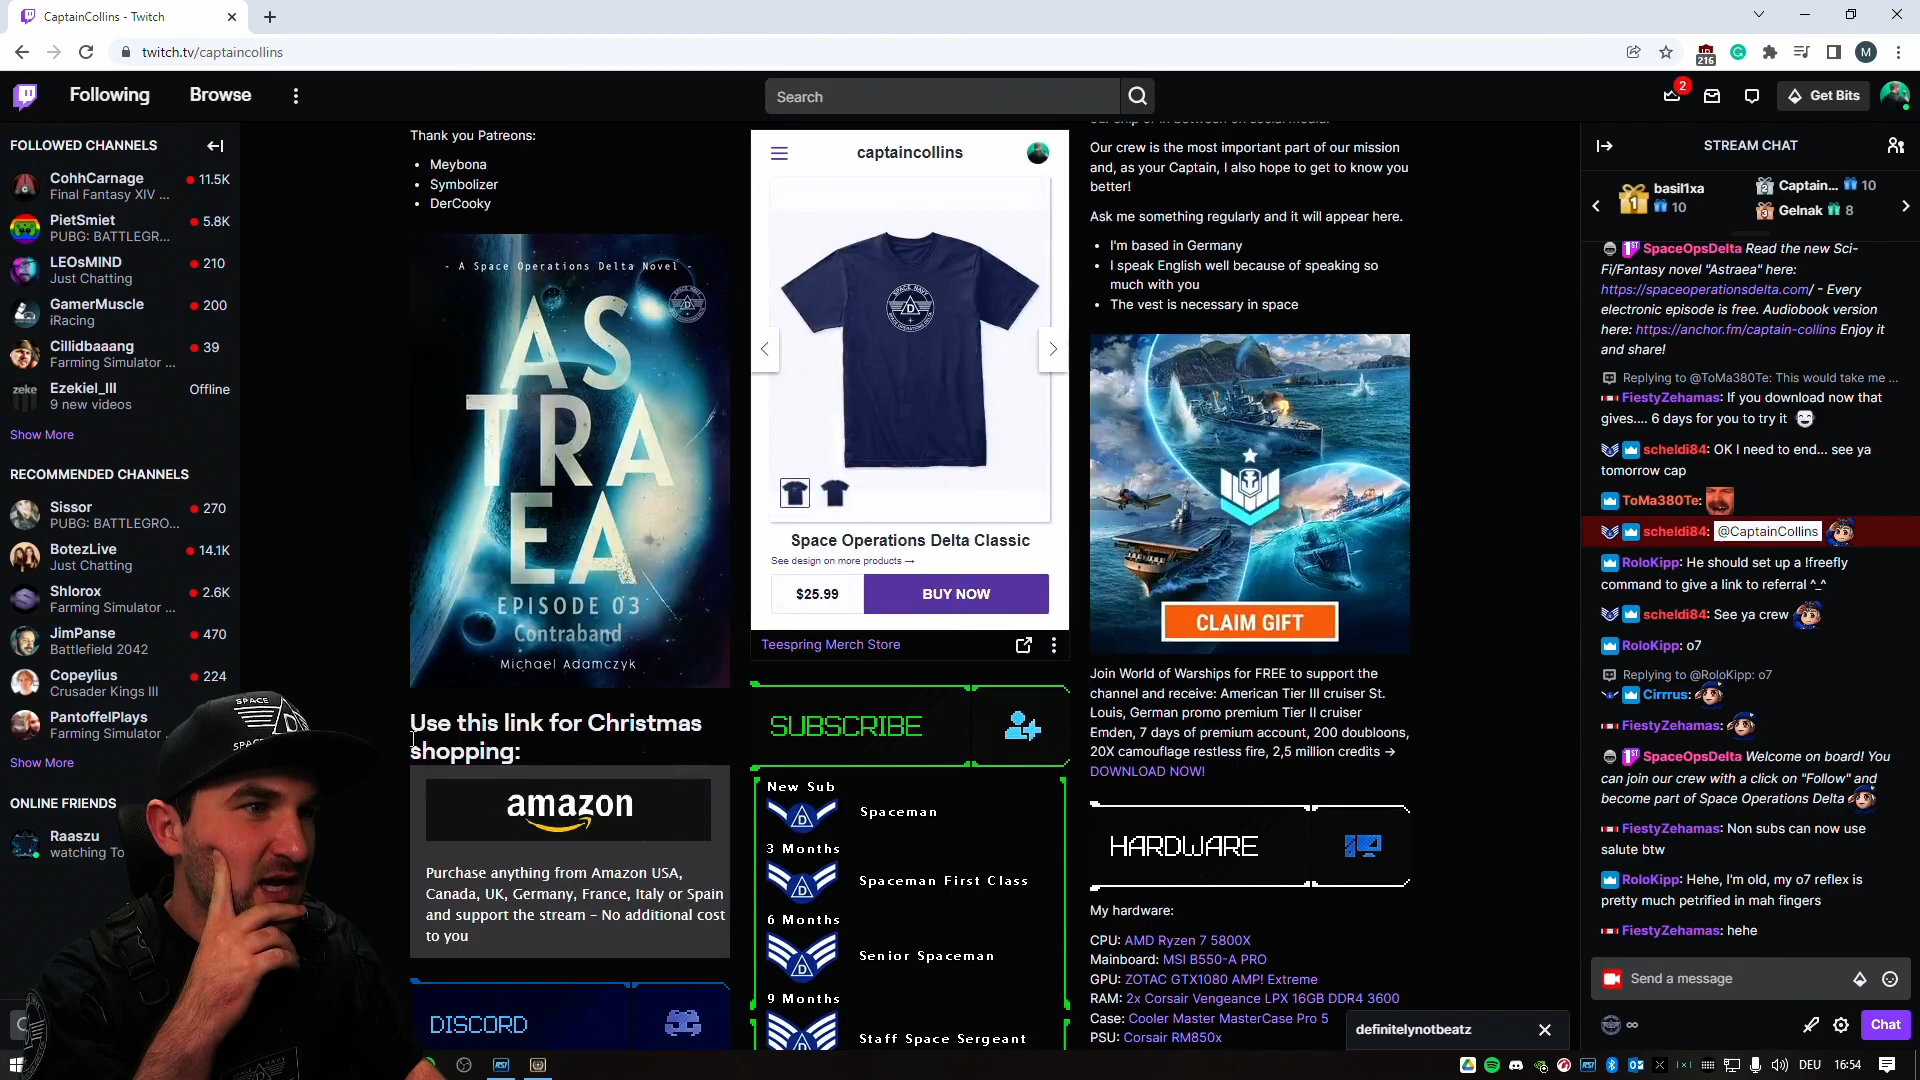 CaptainCollins - Twitch
twitch.tv/captaincollins
216
M
Following
Browse
Search
2
Get Bits
FOLLOWED CHANNELS
CohhCarnage
11.5K
Final Fantasy XIV ...
PietSmiet
5.8K
PUBG: BATTLEGR...
LEOsMIND
210
Just Chatting
GamerMuscle
200
iRacing
Cillidbaaang
39
Farming Simulator ...
zeke
Ezekiel_III
Offline
9 new videos
Show More
RECOMMENDED CHANNELS
Sissor
270
PUBG: BATTLEGRO...
BotezLive
14.1K
Just Chatting
Shlorox
2.6K
Farming Simulator ...
JimPanse
470
Battlefield 2042
Copeylius
224
Crusader Kings III
PantoffelPlays
Farming Simulator ...
Show More
ONLINE FRIENDS
Raaszu
watching To
SPACE
D
Thank you Patreons:
Meybona
Symbolizer
DerCooky
- A Space Operations Delta Novel -
AS
TRA
EA
EPISODE 03
Contraband
Michael Adamczyk
Use this link for Christmas
shopping:
amazon
Purchase anything from Amazon USA,
Canada, UK, Germany, France, Italy or Spain
and support the stream – No additional cost
to you
DISCORD
captaincollins
SPACE NAVY
D
SPACE OPERATIONS DELTA
Space Operations Delta Classic
See design on more products →
$25.99
BUY NOW
Teespring Merch Store
SUBSCRIBE
New Sub
D
Spaceman
3 Months
D
Spaceman First Class
6 Months
D
Senior Spaceman
9 Months
Staff Space Sergeant
Our crew is the most important part of our mission
and, as your Captain, I also hope to get to know you
better!
Ask me something regularly and it will appear here.
I'm based in Germany
I speak English well because of speaking so
much with you
The vest is necessary in space
CLAIM GIFT
Join World of Warships for FREE to support the
channel and receive: American Tier III cruiser St.
Louis, German promo premium Tier II cruiser
Emden, 7 days of premium account, 200 doubloons,
20X camouflage restless fire, 2,5 million credits →
DOWNLOAD NOW!
HARDWARE
My hardware:
CPU: AMD Ryzen 7 5800X
Mainboard: MSI B550-A PRO
GPU: ZOTAC GTX1080 AMP! Extreme
RAM: 2x Corsair Vengeance LPX 16GB DDR4 3600
Case: Cooler Master MasterCase Pro 5
PSU: Corsair RM850x
definitelynotbeatz
STREAM CHAT
1
basil1xa
10
2
Captain...
10
3
Gelnak
8
1ST SpaceOpsDelta Read the new Sci-
Fi/Fantasy novel "Astraea" here:
https://spaceoperationsdelta.com/ - Every
electronic episode is free. Audiobook version
here: https://anchor.fm/captain-collins Enjoy it
and share!
Replying to @ToMa380Te: This would take me ...
FiestyZehamas: If you download now that
gives.... 6 days for you to try it
scheldi84: OK I need to end... see ya
tomorrow cap
ToMa380Te:
scheldi84: @CaptainCollins
RoloKipp: He should set up a !freefly
command to give a link to referral ^_^
scheldi84: See ya crew
RoloKipp: o7
Replying to @RoloKipp: o7
Cirrrus:
FiestyZehamas:
1ST SpaceOpsDelta Welcome on board! You
can join our crew with a click on "Follow" and
become part of Space Operations Delta
FiestyZehamas: Non subs can now use
salute btw
RoloKipp: Hehe, I'm old, my o7 reflex is
pretty much petrified in mah fingers
FiestyZehamas: hehe
Send a message
∞
Chat
RSI
RSI
DEU
16:54